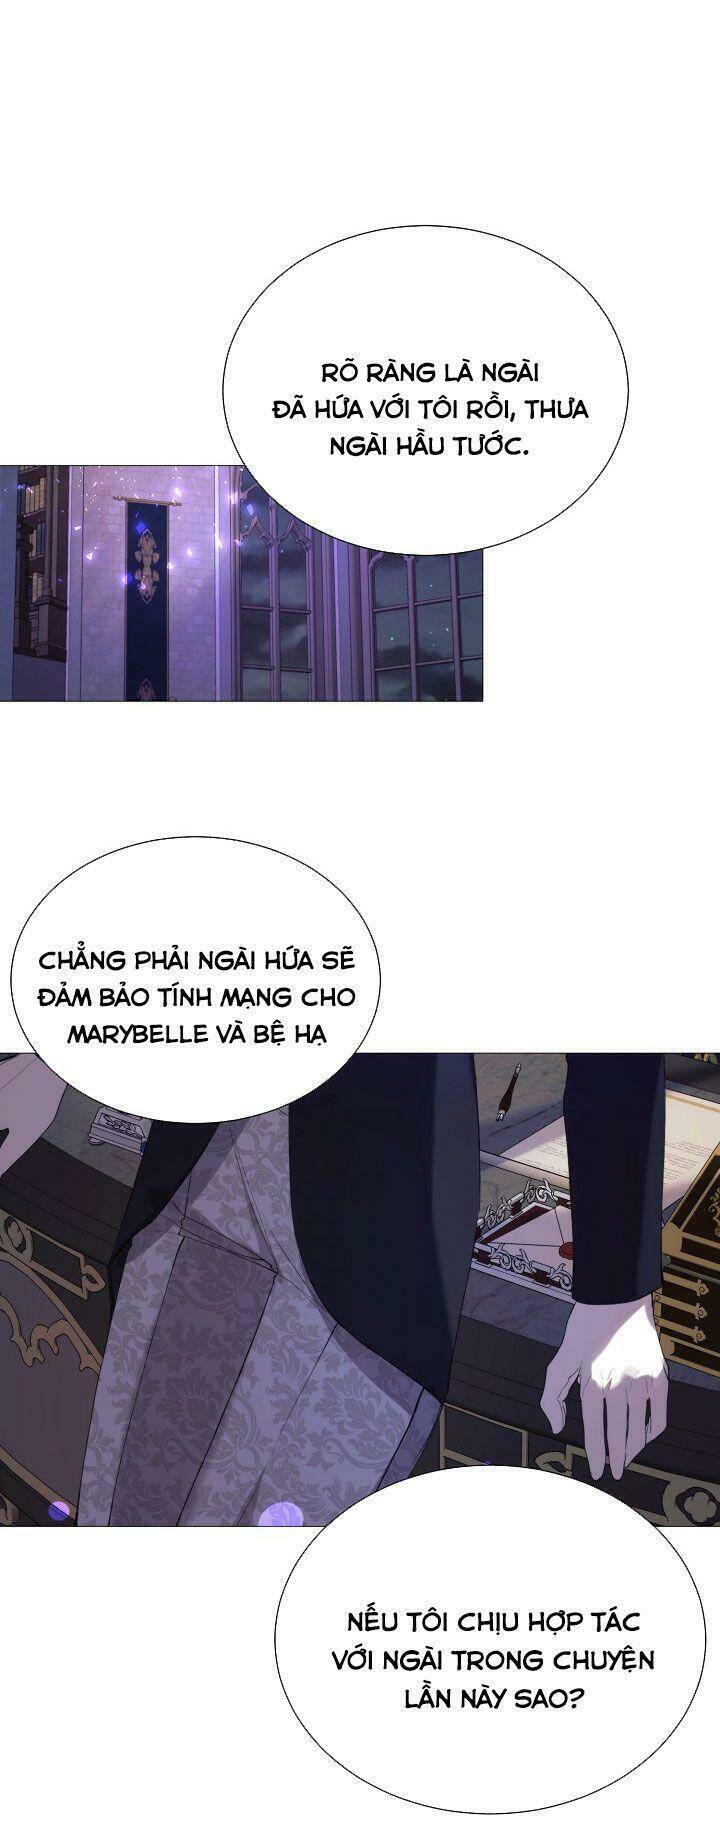 RÕ RÀNG LÀ NGÀI
ĐÃ HỨA VỚI TÔI RỒI, THƯA
NGÀI HẦU TƯỚC.
CHẲNG PHẢI NGÀI HỨA SẼ
ĐẢM BẢO TÍNH MẠNG CHO
MARYBELLE VÀ BỆ HẠ
NẾU TÔI CHỊU HỢP TÁC
VỚI NGÀI TRONG CHUYỆN
LẦN NÀY SAO?